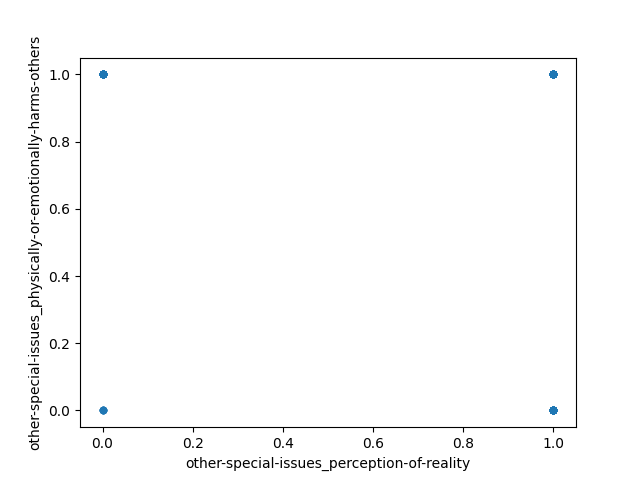 other-special-issues_physically-or-emotionally-harms-others
1.0
0.8
0.6
0.4
0.2
0.0
0.0 0.2 0.4 0.6 0.8 1.0
other-special-issues_perception-of-reality